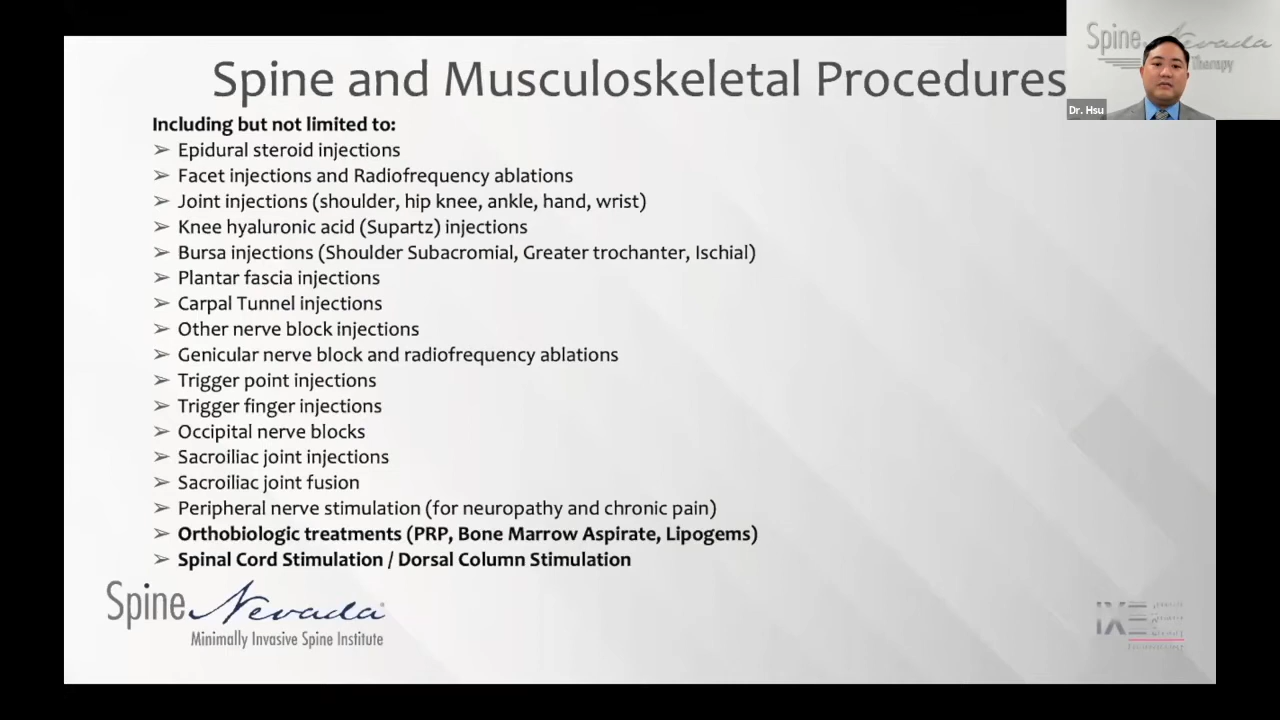 Spine and Musculoskeletal Procedures
Including but not limited to:
➢ Epidural steroid injections
➢ Facet injections and Radiofrequency ablations
➢ Joint injections (shoulder, hip knee, ankle, hand, wrist)
➢ Knee hyaluronic acid (Supartz) injections
➢ Bursa injections (Shoulder Subacromial, Greater trochanter, Ischial)
➢ Plantar fascia injections
➢ Carpal Tunnel injections
➢ Other nerve block injections
➢ Genicular nerve block and radiofrequency ablations
➢ Trigger point injections
➢ Trigger finger injections
➢ Occipital nerve blocks
➢ Sacroiliac joint injections
➢ Sacroiliac joint fusion
➢ Peripheral nerve stimulation (for neuropathy and chronic pain)
➢ Orthobiologic treatments (PRP, Bone Marrow Aspirate, Lipogems)
➢ Spinal Cord Stimulation / Dorsal Column Stimulation
Spine Nevada
Minimally Invasive Spine Institute
Spine Nevada
Therapy
Dr. Hsu